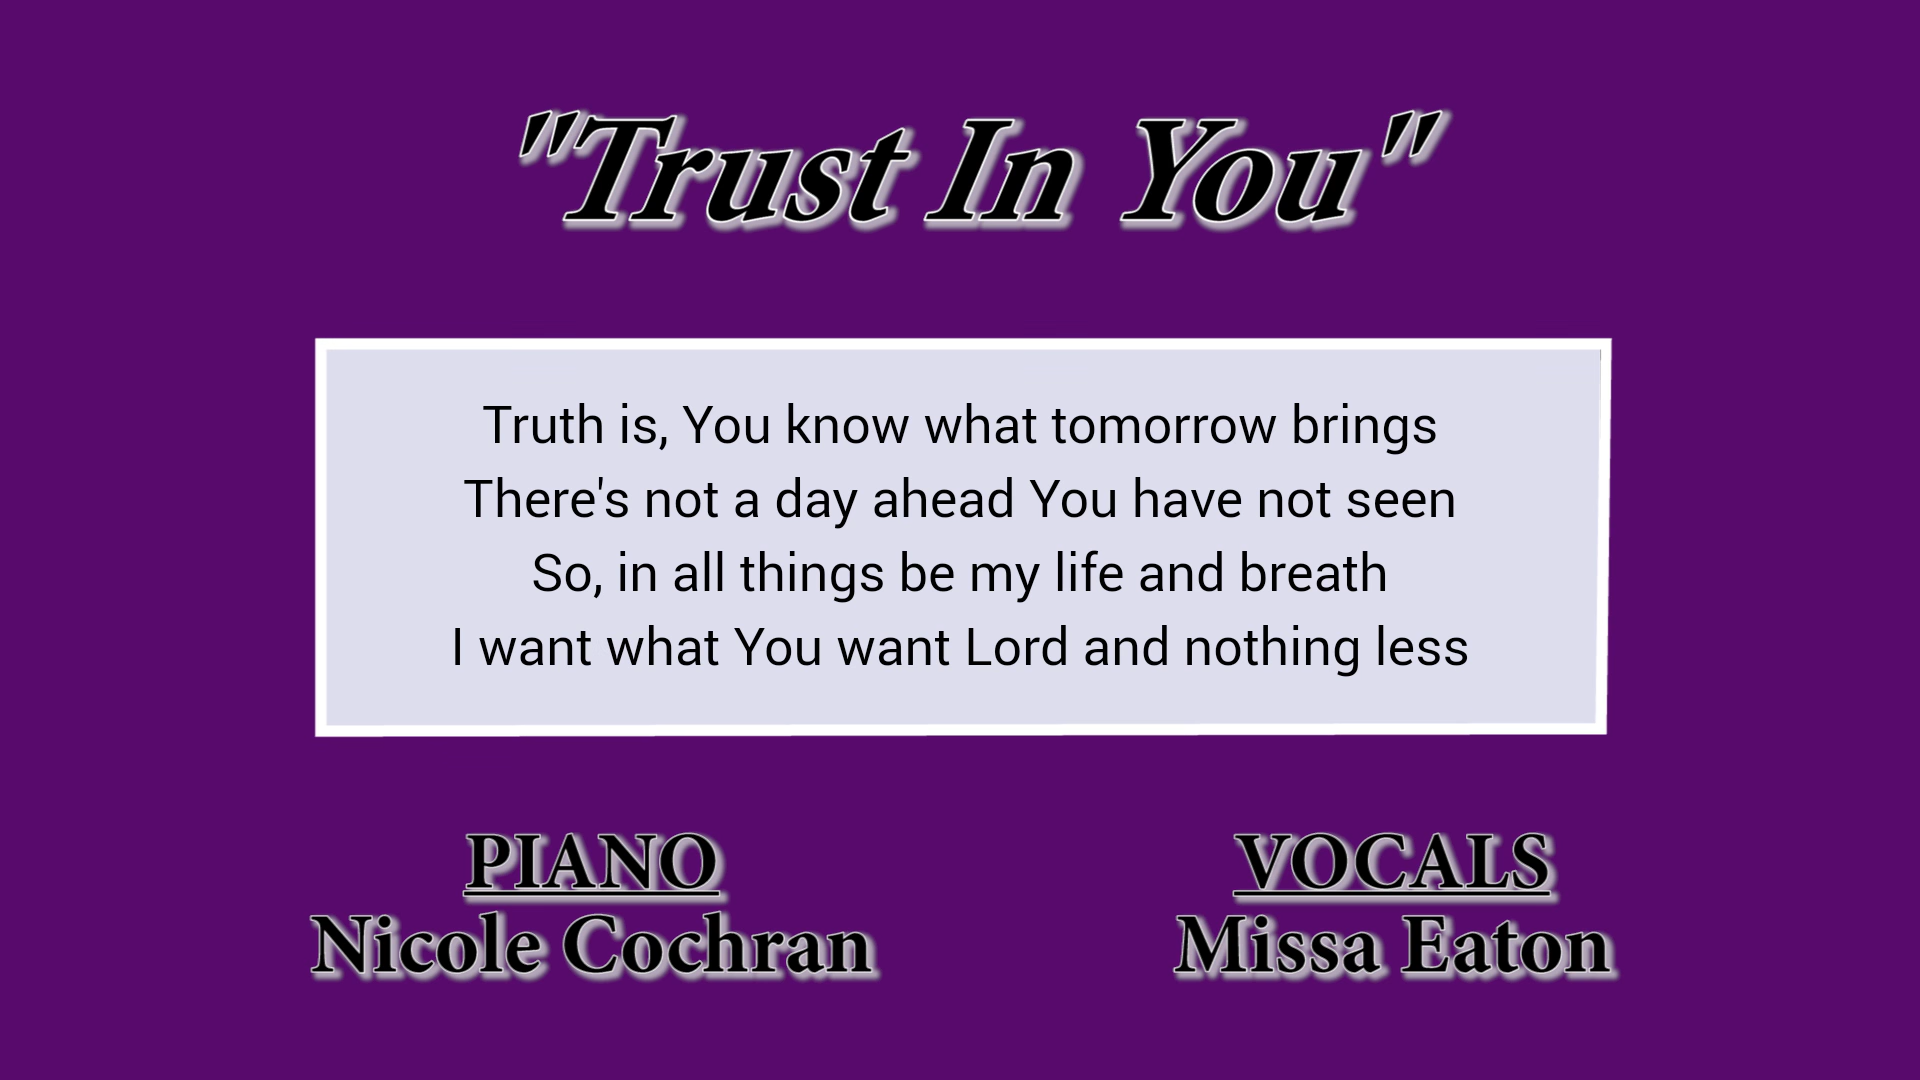 "Trust In You"
Truth is, You know what tomorrow brings
There's not a day ahead You have not seen
So, in all things be my life and breath
I want what You want Lord and nothing less
PIANO
Nicole Cochran
VOCALS
Missa Eaton